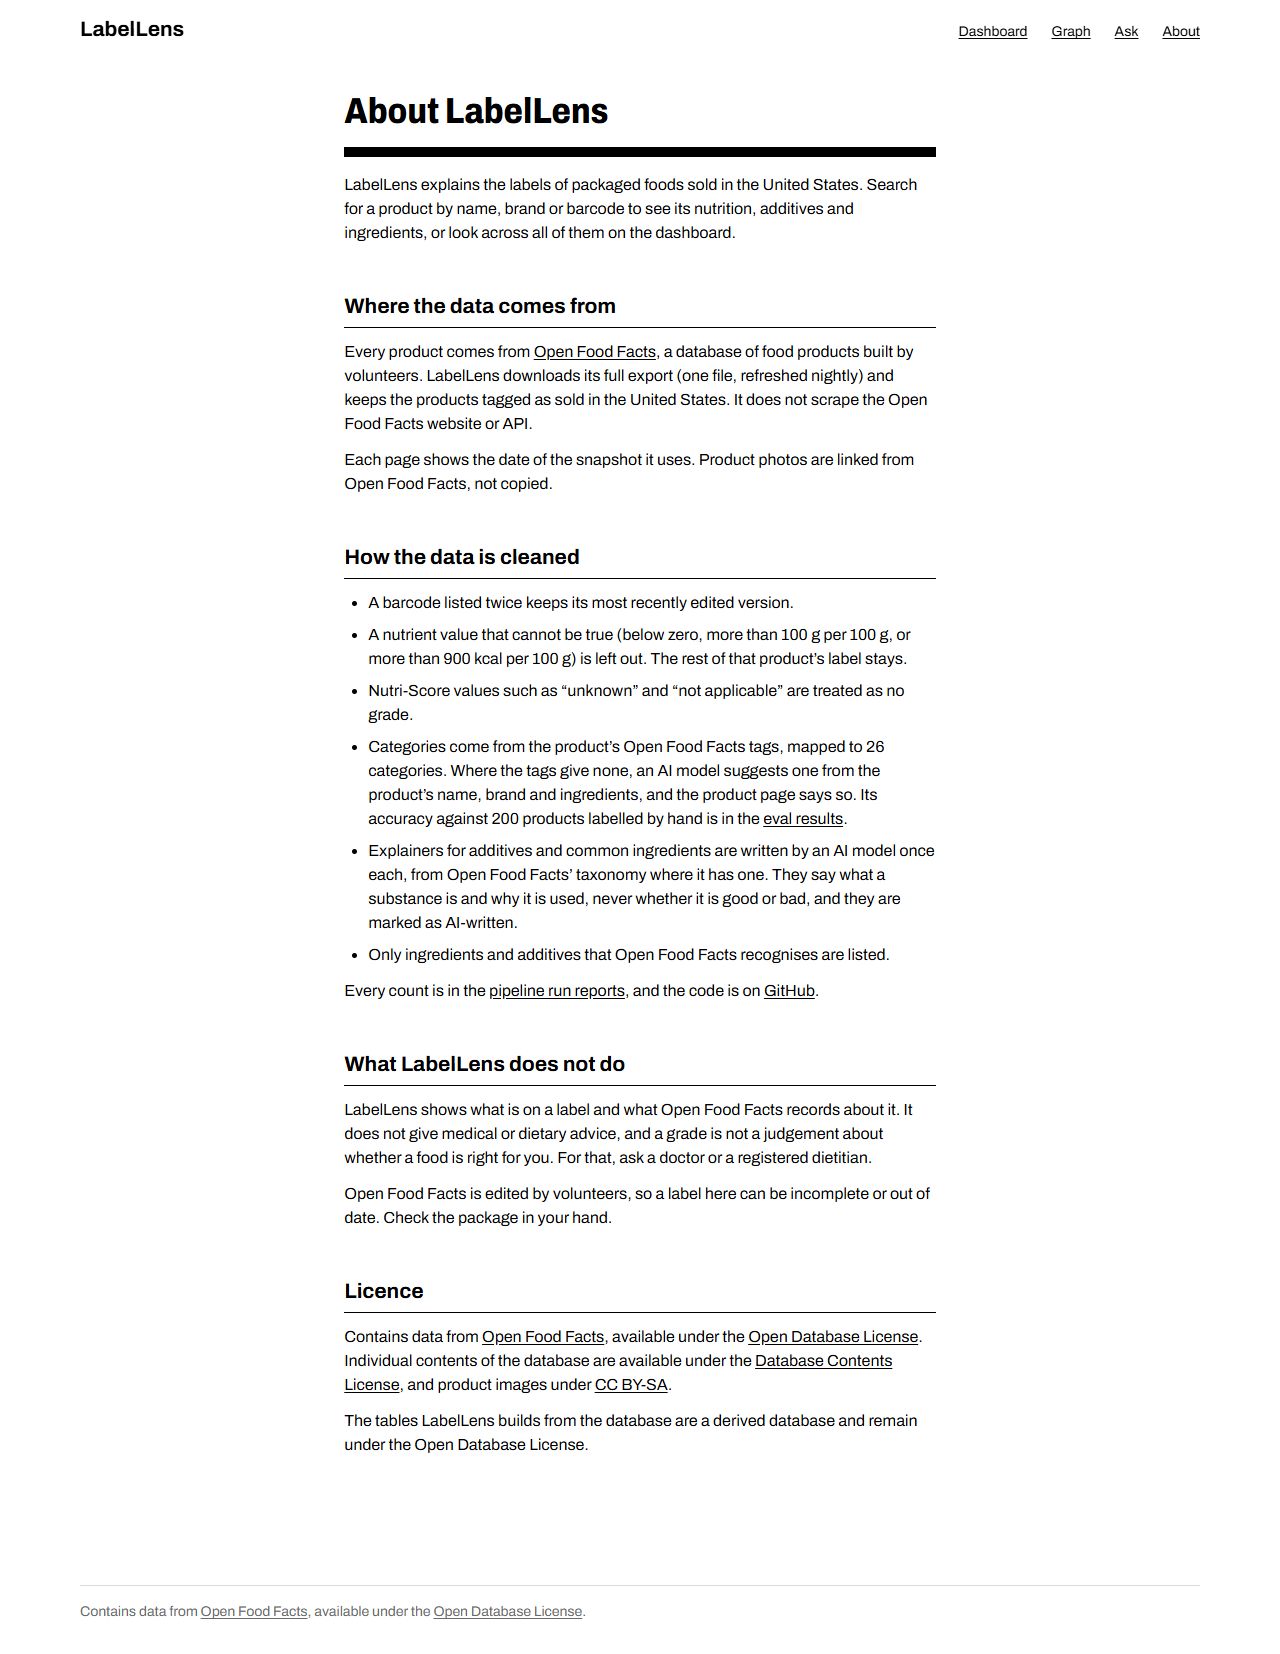 LabelLens
Dashboard Graph Ask About
About LabelLens
LabelLens explains the labels of packaged foods sold in the United States. Search
for a product by name, brand or barcode to see its nutrition, additives and
ingredients, or look across all of them on the dashboard.
Where the data comes from
Every product comes from Open Food Facts, a database of food products built by
volunteers. LabelLens downloads its full export (one file, refreshed nightly) and
keeps the products tagged as sold in the United States. It does not scrape the Open
Food Facts website or API.
Each page shows the date of the snapshot it uses. Product photos are linked from
Open Food Facts, not copied.
How the data is cleaned
• A barcode listed twice keeps its most recently edited version.
• A nutrient value that cannot be true (below zero, more than 100 g per 100 g, or
more than 900 kcal per 100 g) is left out. The rest of that product’s label stays.
• Nutri-Score values such as “unknown” and “not applicable” are treated as no
grade.
• Categories come from the product’s Open Food Facts tags, mapped to 26
categories. Where the tags give none, an AI model suggests one from the
product’s name, brand and ingredients, and the product page says so. Its
accuracy against 200 products labelled by hand is in the eval results.
• Explainers for additives and common ingredients are written by an AI model once
each, from Open Food Facts’ taxonomy where it has one. They say what a
substance is and why it is used, never whether it is good or bad, and they are
marked as AI-written.
• Only ingredients and additives that Open Food Facts recognises are listed.
Every count is in the pipeline run reports, and the code is on GitHub.
What LabelLens does not do
LabelLens shows what is on a label and what Open Food Facts records about it. It
does not give medical or dietary advice, and a grade is not a judgement about
whether a food is right for you. For that, ask a doctor or a registered dietitian.
Open Food Facts is edited by volunteers, so a label here can be incomplete or out of
date. Check the package in your hand.
Licence
Contains data from Open Food Facts, available under the Open Database License.
Individual contents of the database are available under the Database Contents
License, and product images under CC BY-SA.
The tables LabelLens builds from the database are a derived database and remain
under the Open Database License.
Contains data from Open Food Facts, available under the Open Database License.